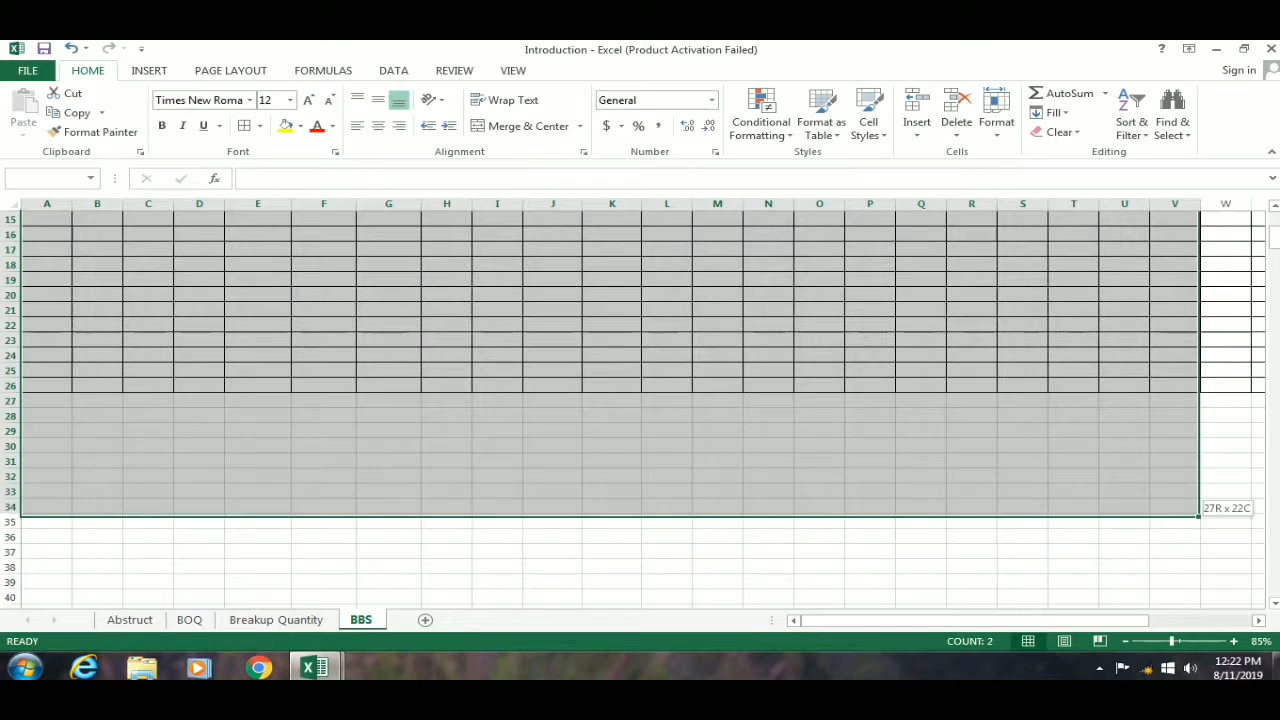 Introduction - Excel (Product Activation Failed)
?
FILE HOME INSERT PAGE LAYOUT FORMULAS DATA REVIEW VIEW Sign in
Paste
Cut
Copy
Format Painter
Clipboard
Times New Roma 12
B I U
Font
Wrap Text
Merge & Center
Alignment
General
$ % ,
Number
Conditional Formatting
Format as Table
Cell Styles
Styles
Insert
Delete
Format
Cells
AutoSum
Fill
Clear
Sort & Filter
Find & Select
Editing
fx
A B C D E F G H I J K L M N O P Q R S T U V W
15
16
17
18
19
20
21
22
23
24
25
26
27
28
29
30
31
32
33
34
27R x 22C
35
36
37
38
39
40
Abstruct BOQ Breakup Quantity BBS
READY COUNT: 2 85%
12:22 PM
8/11/2019